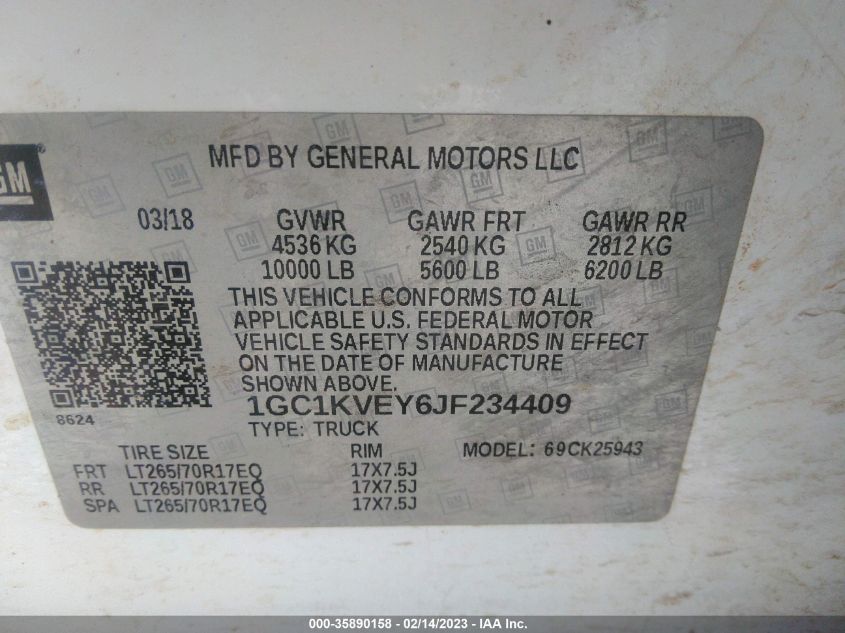 GM
MFD BY GENERAL MOTORS LLC
03/18 GVWR GAWR FRT GAWR RR
4536 KG 2540 KG 2812 KG
10000 LB 5600 LB 6200 LB
THIS VEHICLE CONFORMS TO ALL
APPLICABLE U.S. FEDERAL MOTOR
VEHICLE SAFETY STANDARDS IN EFFECT
ON THE DATE OF MANUFACTURE
SHOWN ABOVE.
8624
1GC1KVEY6JF234409
TYPE: TRUCK
TIRE SIZE RIM MODEL: 69CK25943
FRT LT265/70R17EQ 17X7.5J
RR LT265/70R17EQ 17X7.5J
SPA LT265/70R17EQ 17X7.5J
000-35890158 - 02/14/2023 - IAA Inc.